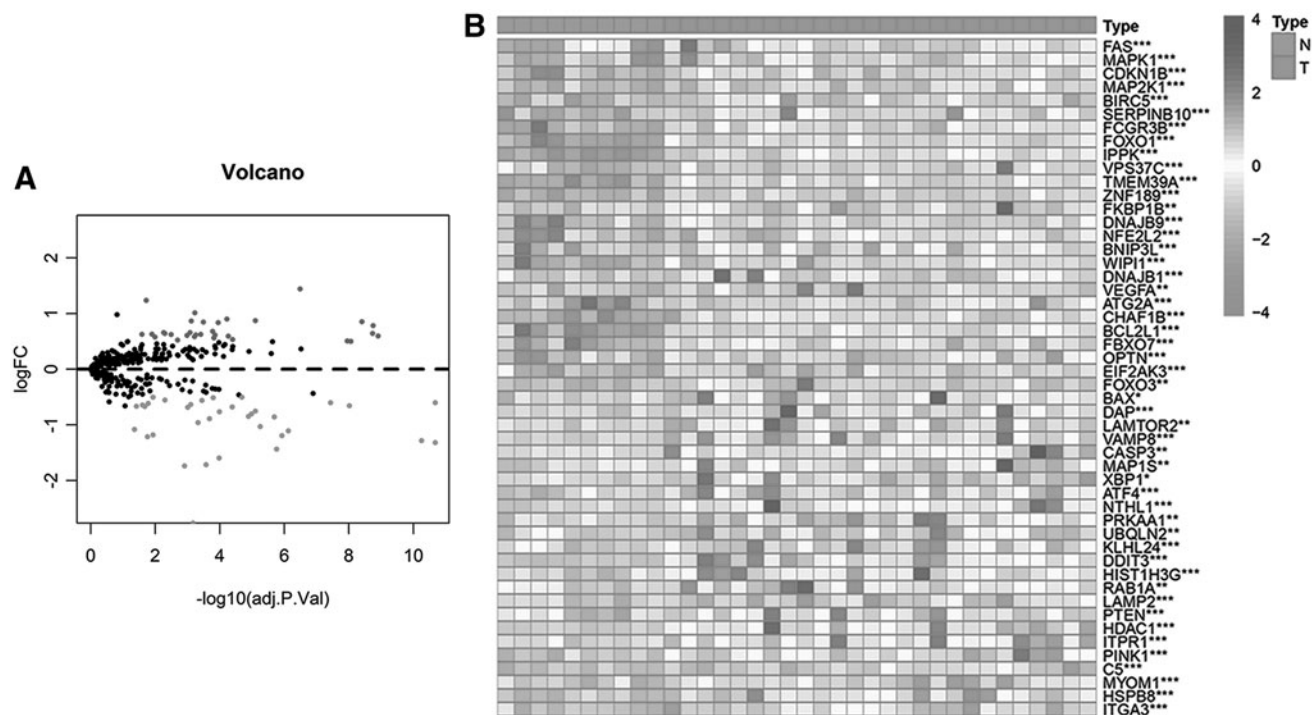 A
Volcano
logFC
2
1
0
-1
-2
0 2 4 6 8 10
-log10(adj.P.Val)
B
Type
FAS***
MAPK1***
CDKN1B***
MAP2K1***
BIRC5***
SERPINB10***
FCGR3B***
FOXO1***
IPPK***
VPS37C***
TMEM39A***
ZNF189***
FKBP1B**
DNAJB9***
NFE2L2***
BNIP3L***
WIPI1***
DNAJB1***
VEGFA**
ATG2A***
CHAF1B***
BCL2L1***
FBXO7***
OPTN***
EIF2AK3***
FOXO3**
BAX*
DAP***
LAMTOR2**
VAMP8***
CASP3**
MAP1S**
XBP1*
ATF4***
NTHL1***
PRKAA1**
UBQLN2**
KLHL24***
DDIT3***
HIST1H3G***
RAB1A**
LAMP2***
PTEN***
HDAC1***
ITPR1***
PINK1***
C5***
MYOM1***
HSPB8***
ITGA3***
4
2
0
−2
−4
Type
N
T